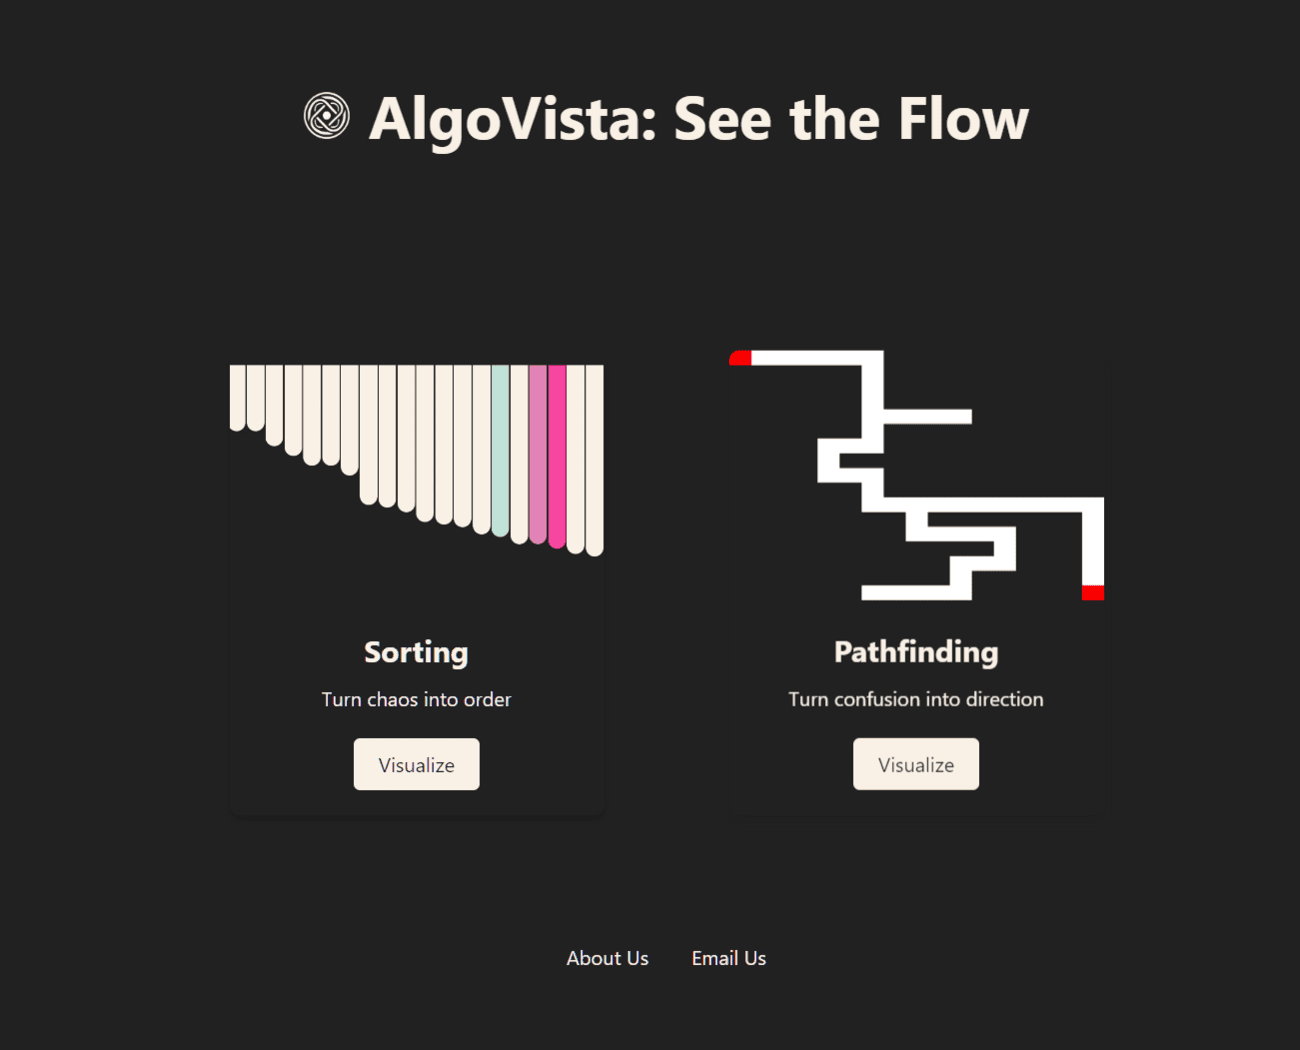 AlgoVista: See the Flow
Sorting
Turn chaos into order
Visualize
Pathfinding
Turn confusion into direction
Visualize
About Us
Email Us